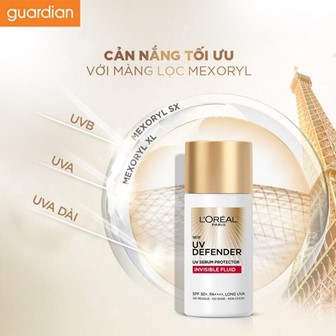 guardian
CẢN NẮNG TỐI ƯU
VỚI MÀNG LỌC MEXORYL
UVB
UVA
UVA DÀI
MEXORYL SX
MEXORYL XL
L'ORÉAL
PARIS
NEW
UV
DEFENDER
UV SERUM PROTECTOR
INVISIBLE FLUID
SPF 50+, PA++++, LONG UVA